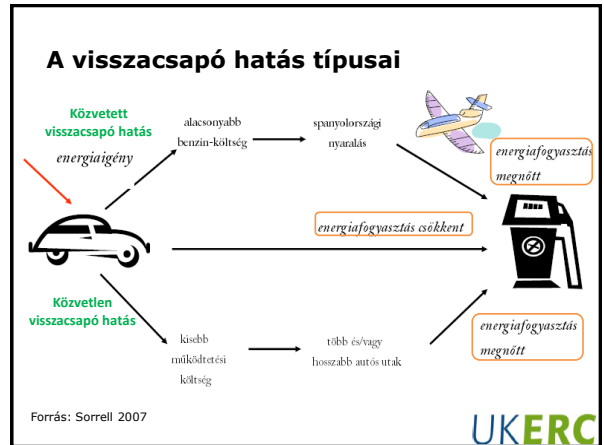 A visszacsapó hatás típusai
Közvetett
visszacsapó hatás
energiaigény
alacsonyabb
benzin-költség
spanyolországi
nyaralás
energiafogyasztás
megnőtt
energiafogyasztás csökkent
Közvetlen
visszacsapó hatás
kisebb
működtetési
költség
több és/vagy
hosszabb autós utak
energiafogyasztás
megnőtt
Forrás: Sorrell 2007
UKERC